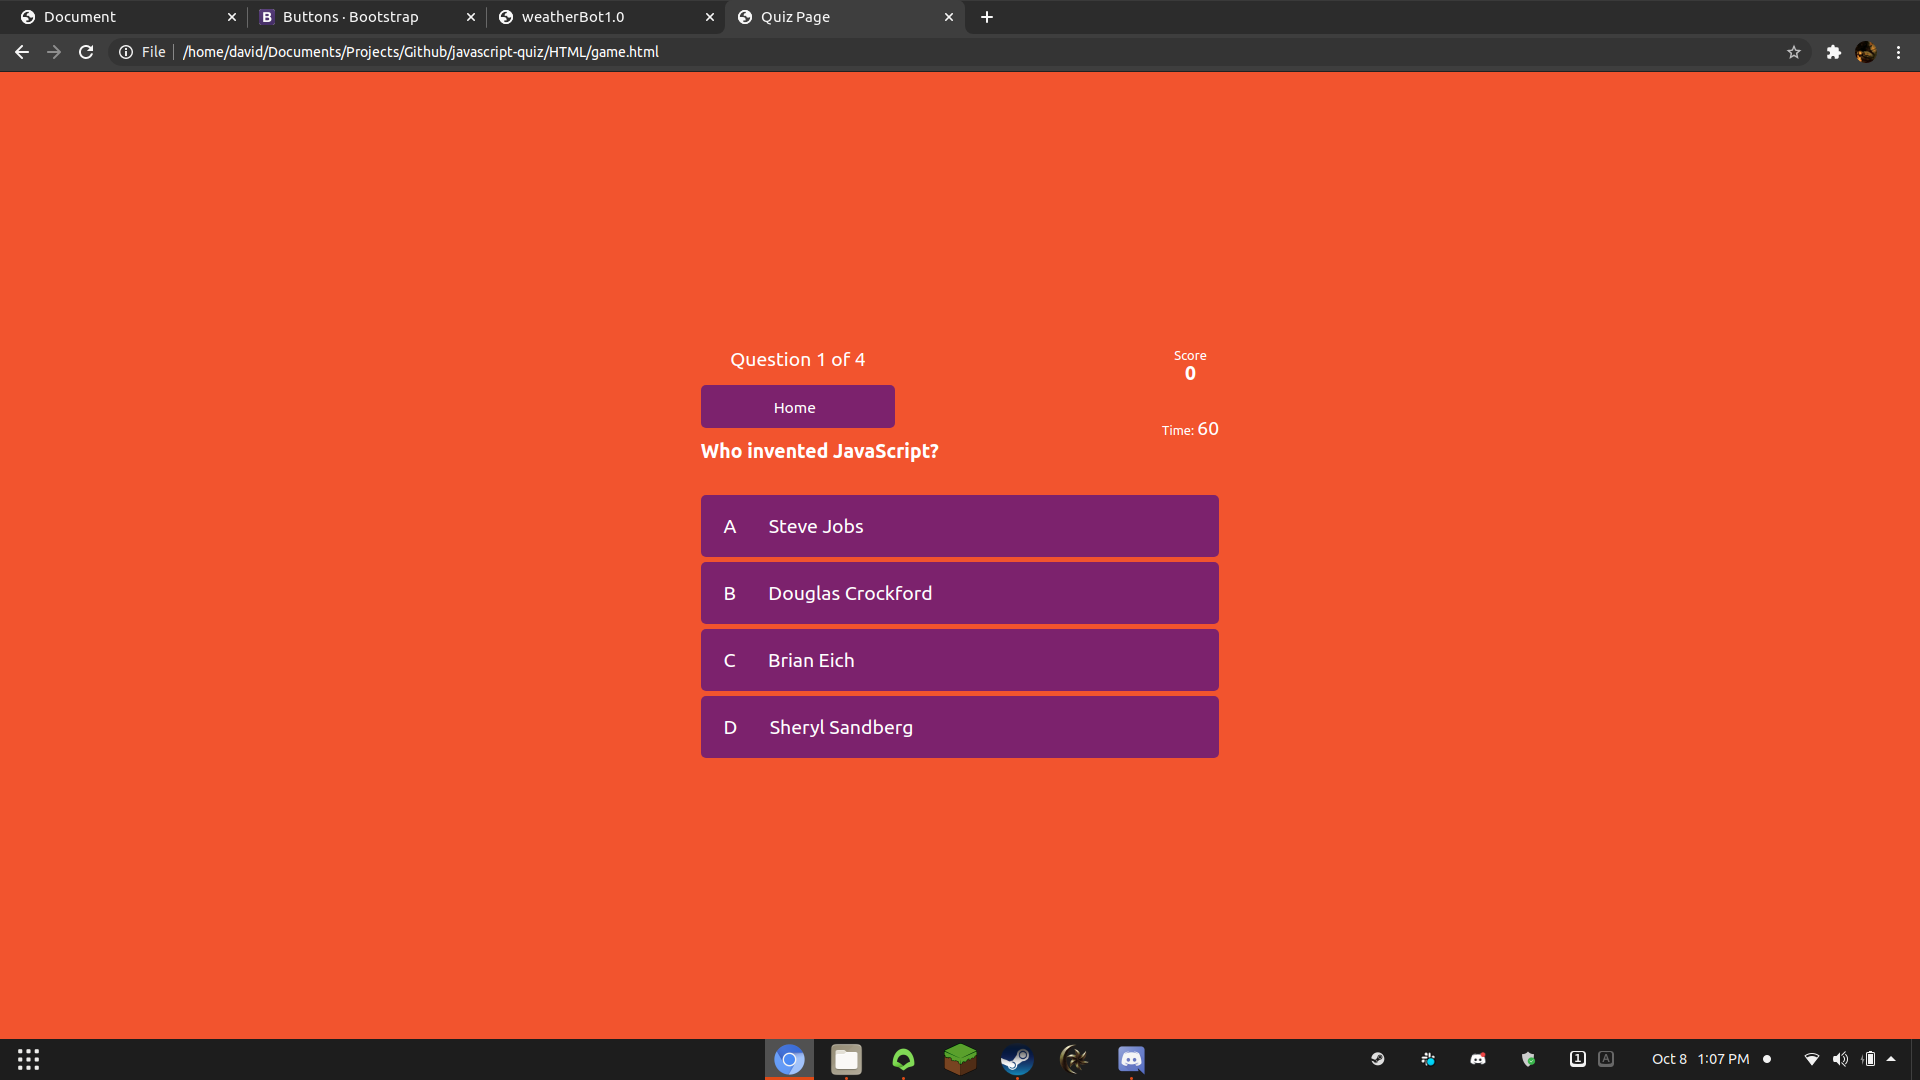 Document
Buttons · Bootstrap
weatherBot1.0
Quiz Page
File
/home/david/Documents/Projects/Github/javascript-quiz/HTML/game.html
Question 1 of 4
Score
0
Home
Time: 60
Who invented JavaScript?
A Steve Jobs
B Douglas Crockford
C Brian Eich
D Sheryl Sandberg
1 A Oct 8 1:07 PM